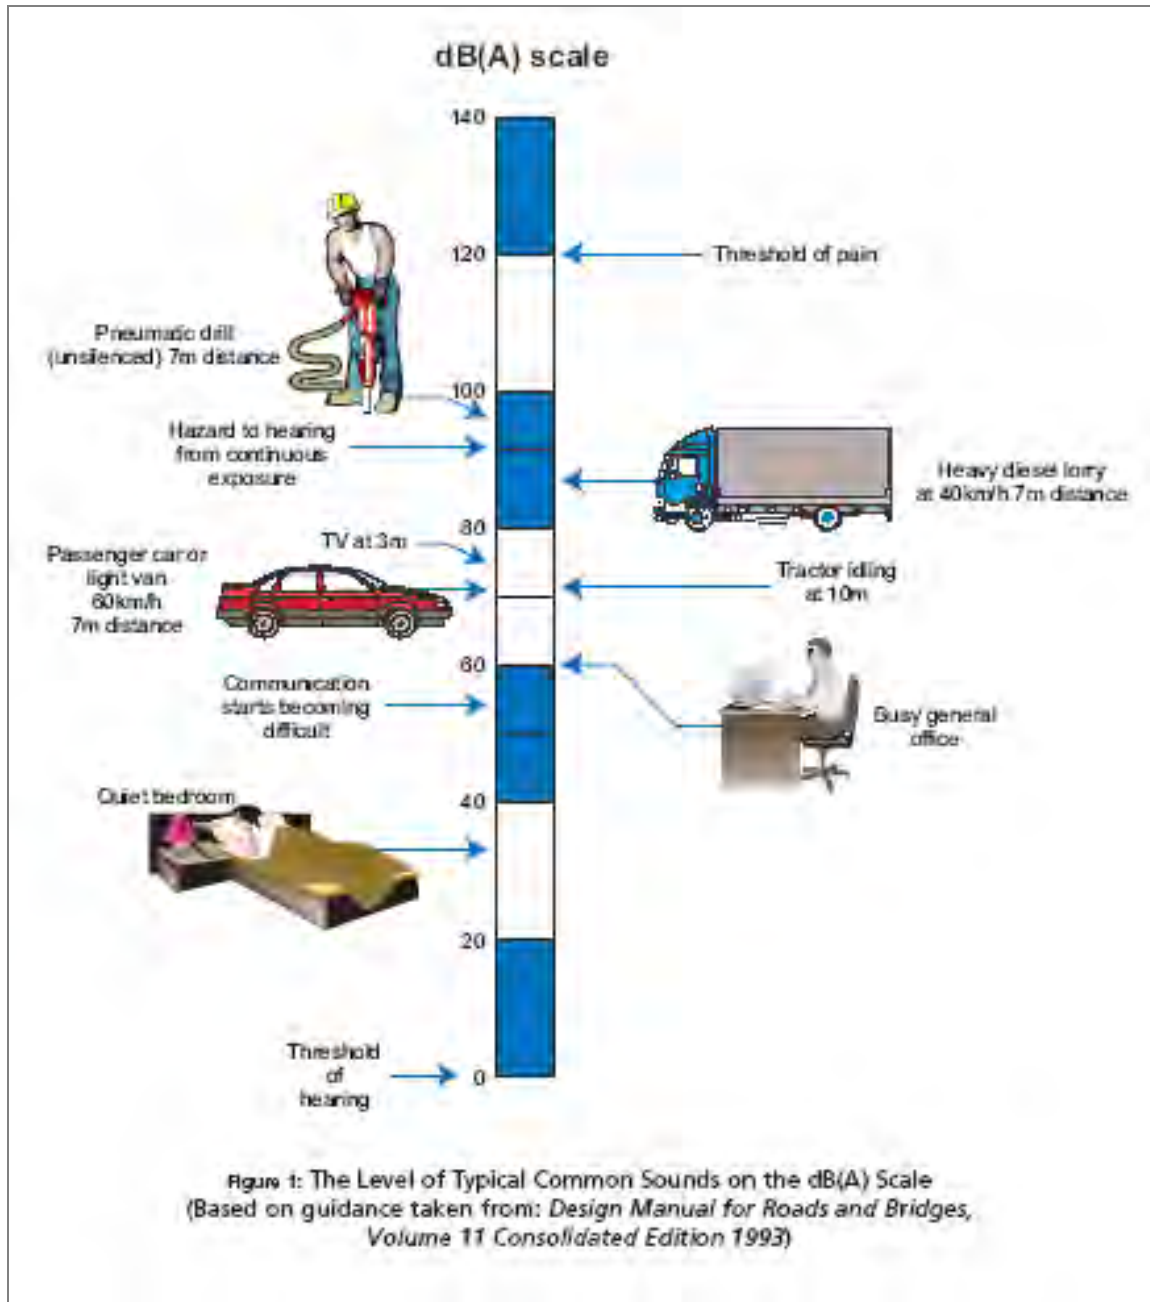 dB(A) scale
140
120
Threshold of pain
Pneumatic drill
(unsilenced) 7m distance
100
Hazard to hearing
from continuous
exposure
Heavy diesel lorry
at 40km/h 7m distance
80
TV at 3m
Passenger car or
light van
60km/h
7m distance
Tractor idling
at 10m
60
Communication
starts becoming
difficult
Busy general
office
Quiet bedroom
40
20
Threshold
of
hearing
0
Figure 1: The Level of Typical Common Sounds on the dB(A) Scale
(Based on guidance taken from: Design Manual for Roads and Bridges,
Volume 11 Consolidated Edition 1993)